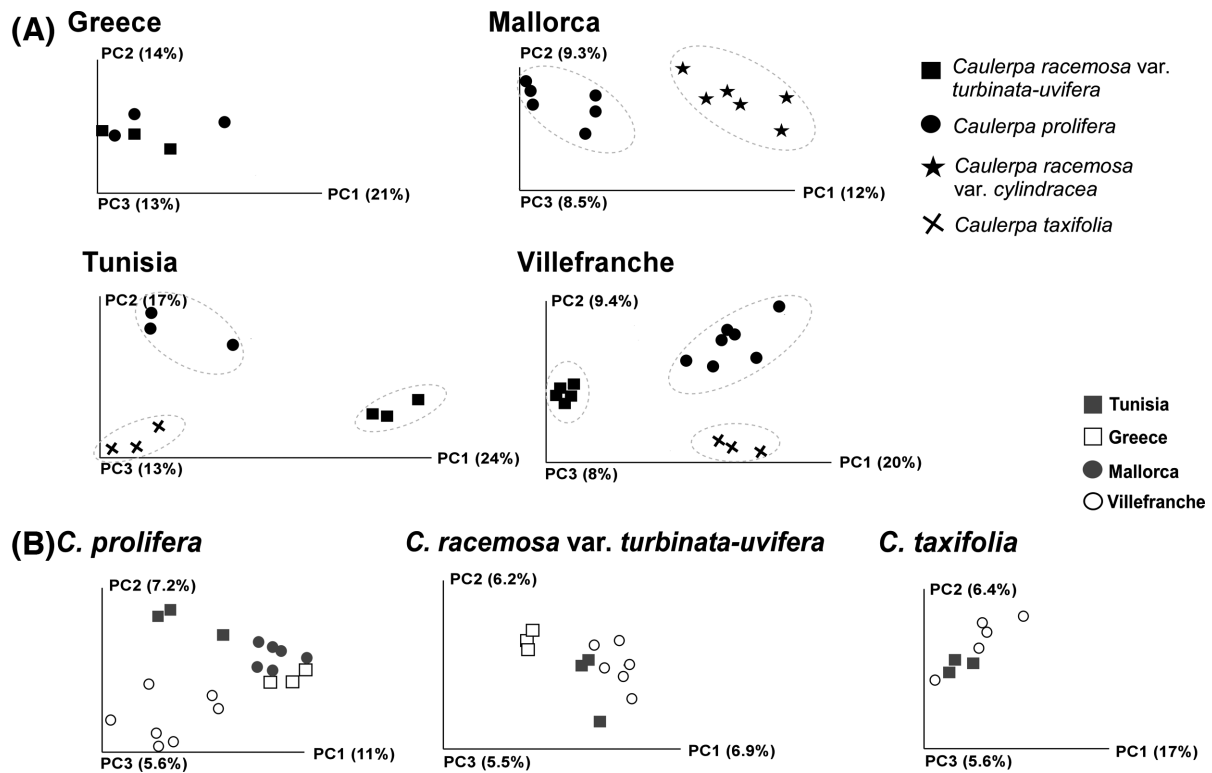 (A)
Greece
PC2 (14%)
PC3 (13%)
PC1 (21%)
Mallorca
PC2 (9.3%)
PC3 (8.5%)
PC1 (12%)
Caulerpa racemosa var.
turbinata-uvifera
Caulerpa prolifera
Caulerpa racemosa
var. cylindracea
Caulerpa taxifolia
Tunisia
PC2 (17%)
PC3 (13%)
PC1 (24%)
Villefranche
PC2 (9.4%)
PC3 (8%)
PC1 (20%)
Tunisia
Greece
Mallorca
Villefranche
(B)
C. prolifera
PC2 (7.2%)
PC3 (5.6%)
PC1 (11%)
C. racemosa var. turbinata-uvifera
PC2 (6.2%)
PC3 (5.5%)
PC1 (6.9%)
C. taxifolia
PC2 (6.4%)
PC3 (5.6%)
PC1 (17%)